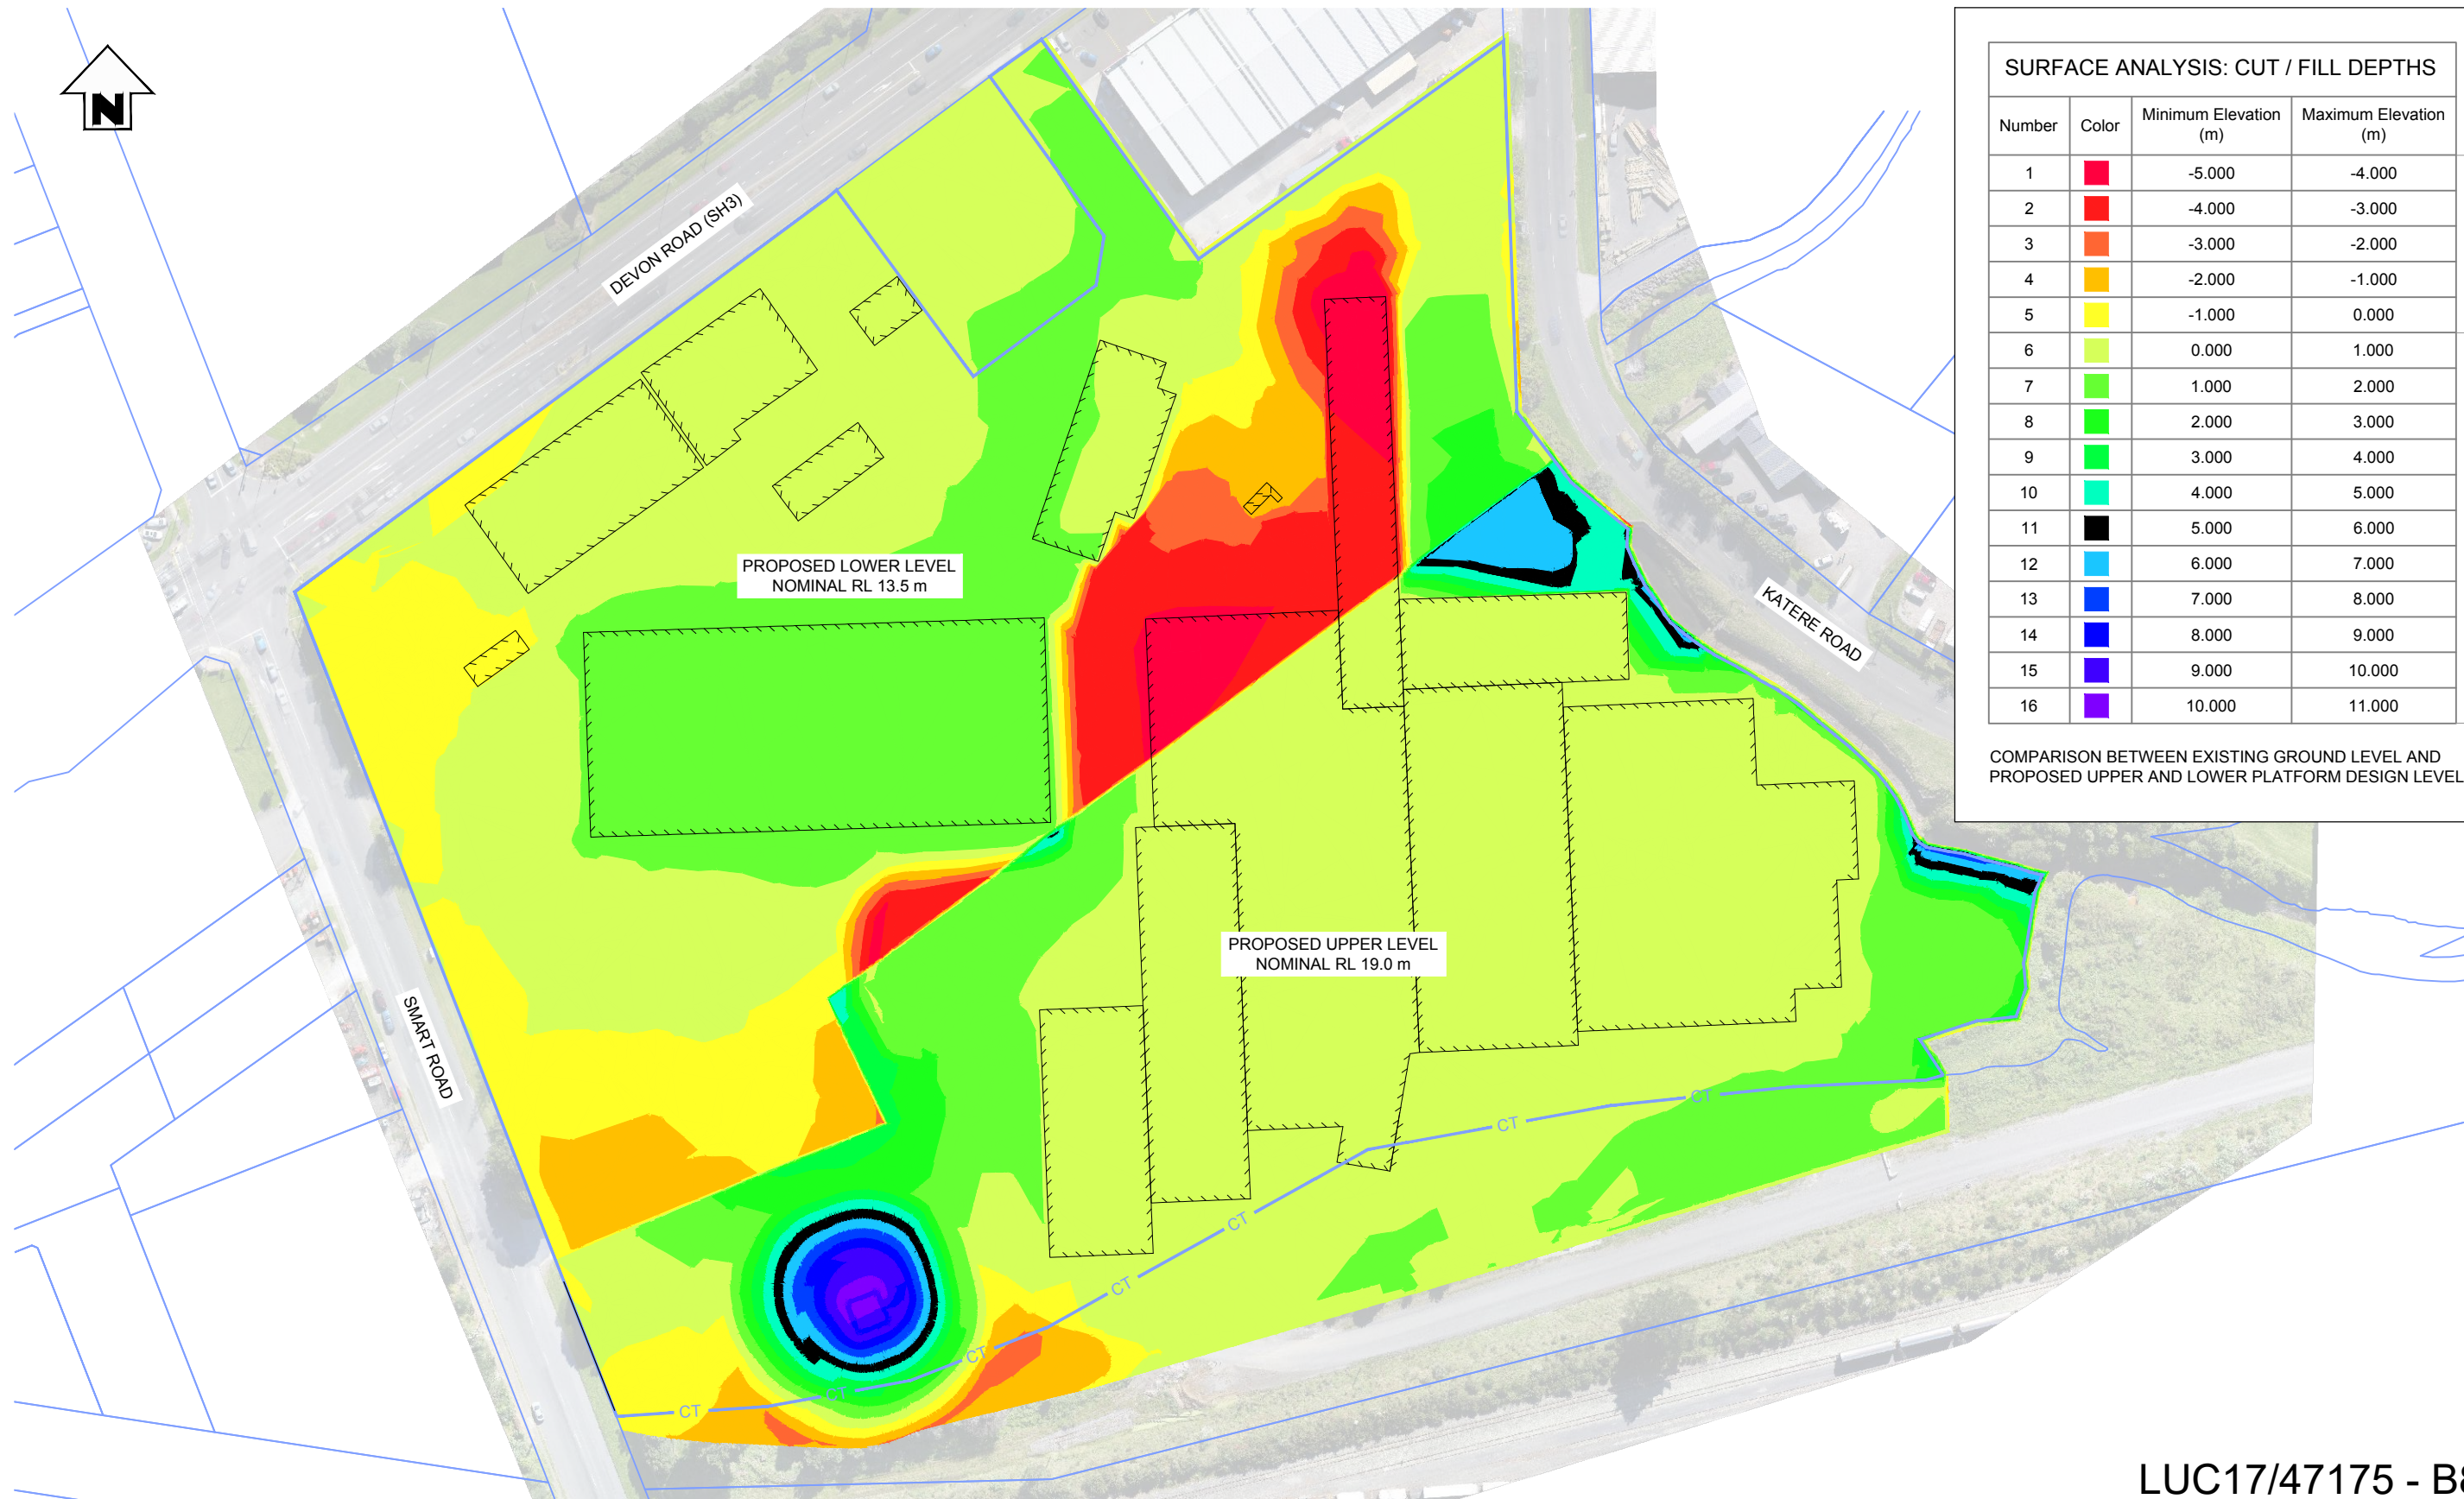 N
DEVON ROAD (SH3)
PROPOSED LOWER LEVEL
NOMINAL RL 13.5 m
KATERE ROAD
PROPOSED UPPER LEVEL
NOMINAL RL 19.0 m
SMART ROAD
CT
CT
CT
CT
CT
CT
CT
SURFACE ANALYSIS: CUT / FILL DEPTHS
Number Color Minimum Elevation (m) Maximum Elevation (m)
1 -5.000 -4.000
2 -4.000 -3.000
3 -3.000 -2.000
4 -2.000 -1.000
5 -1.000 0.000
6 0.000 1.000
7 1.000 2.000
8 2.000 3.000
9 3.000 4.000
10 4.000 5.000
11 5.000 6.000
12 6.000 7.000
13 7.000 8.000
14 8.000 9.000
15 9.000 10.000
16 10.000 11.000
COMPARISON BETWEEN EXISTING GROUND LEVEL AND
PROPOSED UPPER AND LOWER PLATFORM DESIGN LEVEL
LUC17/47175 - B8